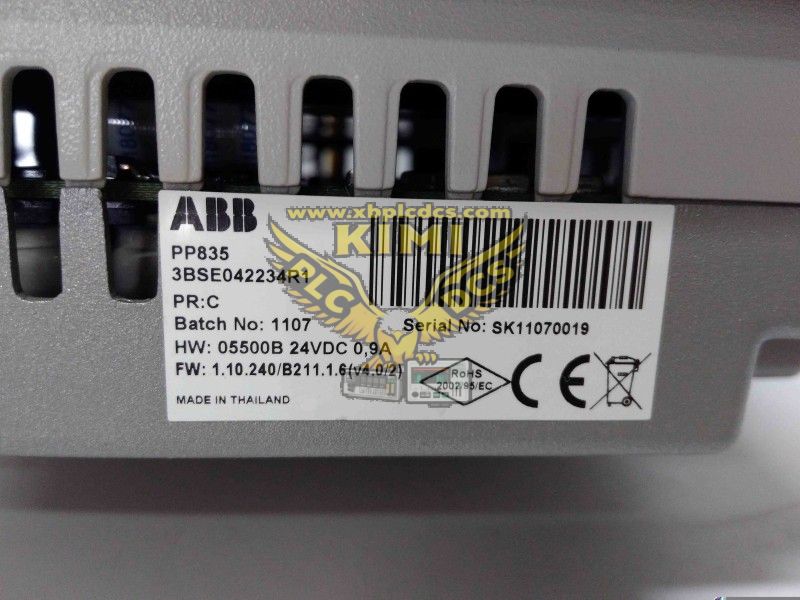 ABB
www.xhplcdcs.com
KIMI
PLC DCS
PP835
3BSE042234R1
PR:C
Batch No: 1107
Serial No: SK11070019
HW: 05500B 24VDC 0,9A
FW: 1.10.240/B211.1.6(v4.0/2)
RoHS
2002/95/EC
CE
MADE IN THAILAND